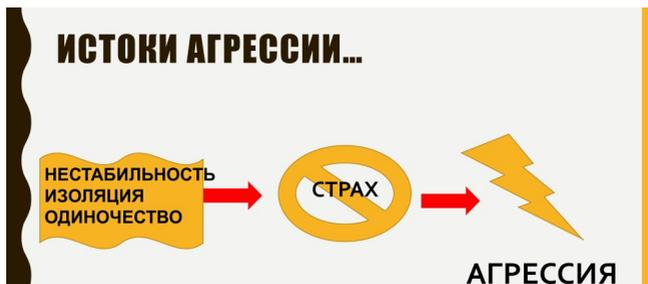 ИСТОКИ АГРЕССИИ...
НЕСТАБИЛЬНОСТЬ
ИЗОЛЯЦИЯ
ОДИНОЧЕСТВО
СТРАХ
АГРЕССИЯ